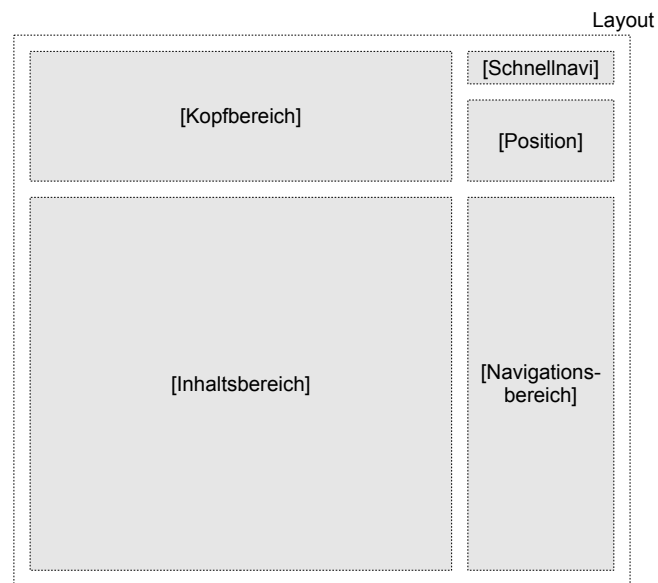 Layout
[Kopfbereich]
[Schnellnavi]
[Position]
[Inhaltsbereich]
[Navigations-
bereich]